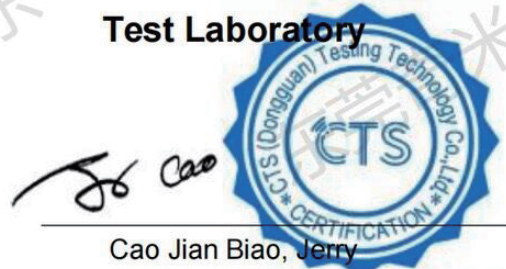 Test Laboratory
CTS (Dongguan) Testing Technology Co.,Ltd.
CTS
* CERTIFICATION *
Cao
Cao Jian Biao, Jerry